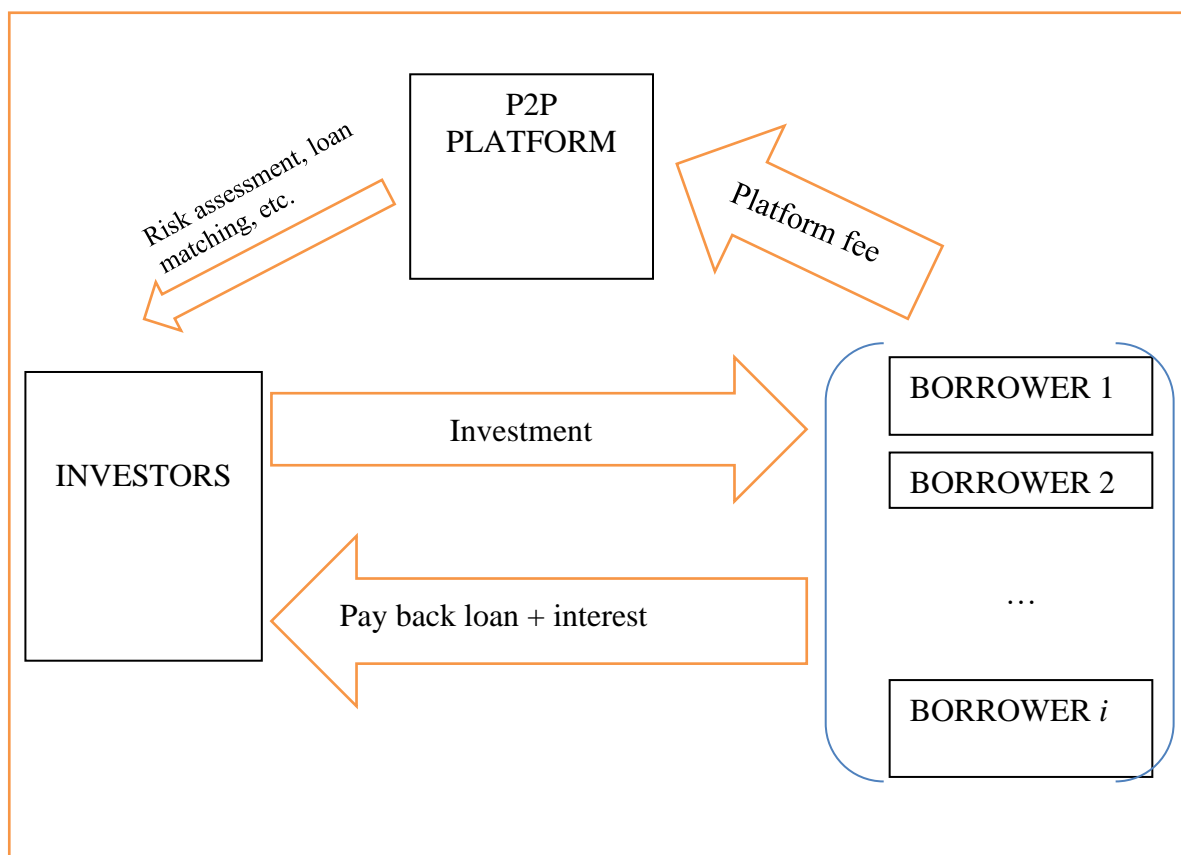 P2P
PLATFORM
Risk assessment, loan
matching, etc.
Platform fee
INVESTORS
Investment
Pay back loan + interest
BORROWER 1
BORROWER 2
…
BORROWER i